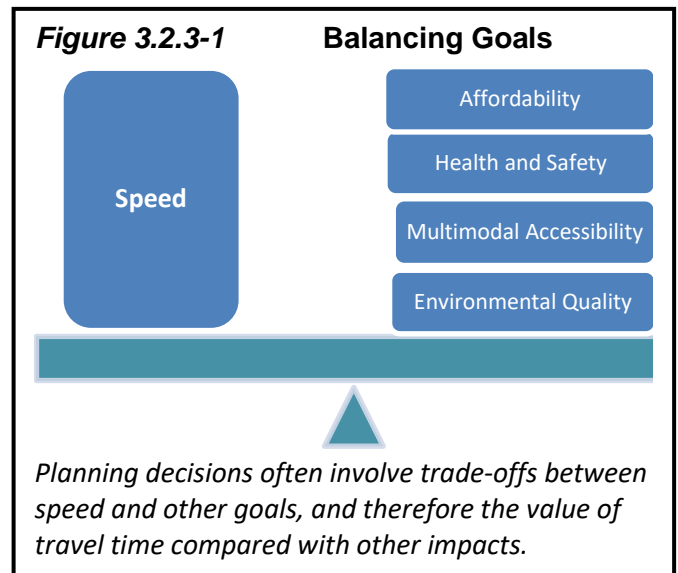 Figure 3.2.3-1 Balancing Goals
Speed
Affordability
Health and Safety
Multimodal Accessibility
Environmental Quality
Planning decisions often involve trade-offs between
speed and other goals, and therefore the value of
travel time compared with other impacts.